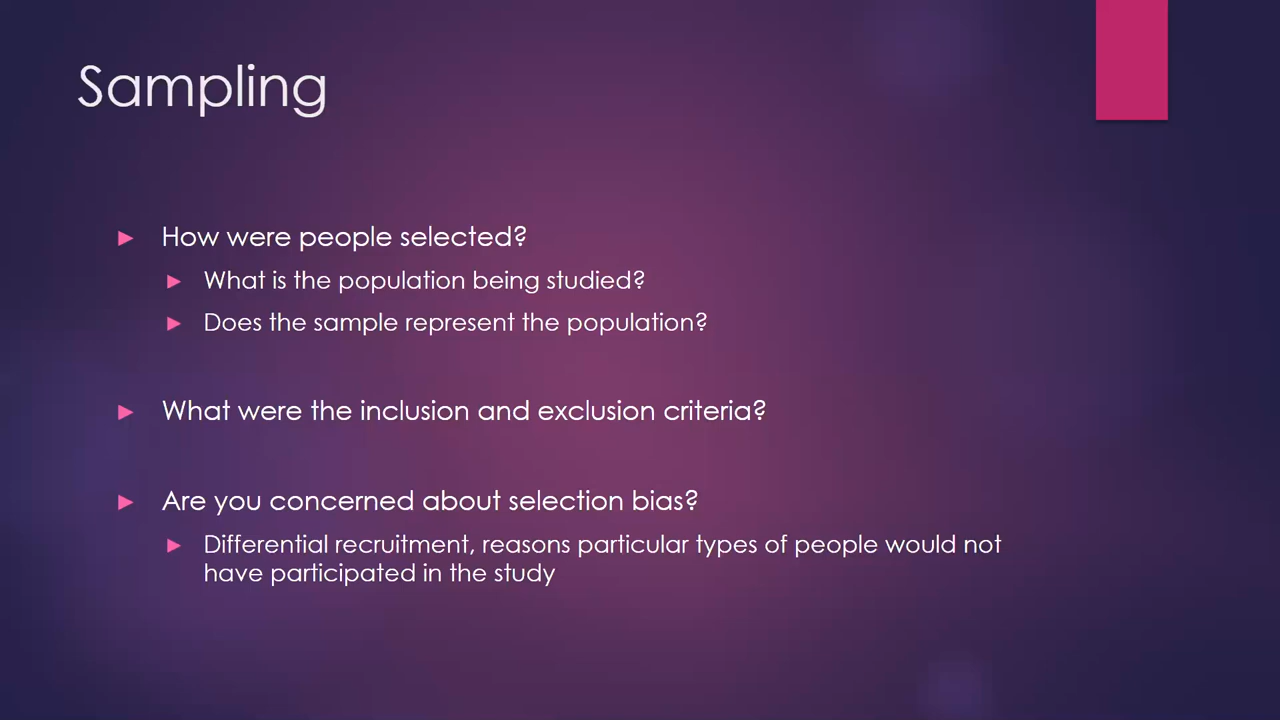 Sampling
How were people selected?
What is the population being studied?
Does the sample represent the population?
What were the inclusion and exclusion criteria?
Are you concerned about selection bias?
Differential recruitment, reasons particular types of people would not
have participated in the study